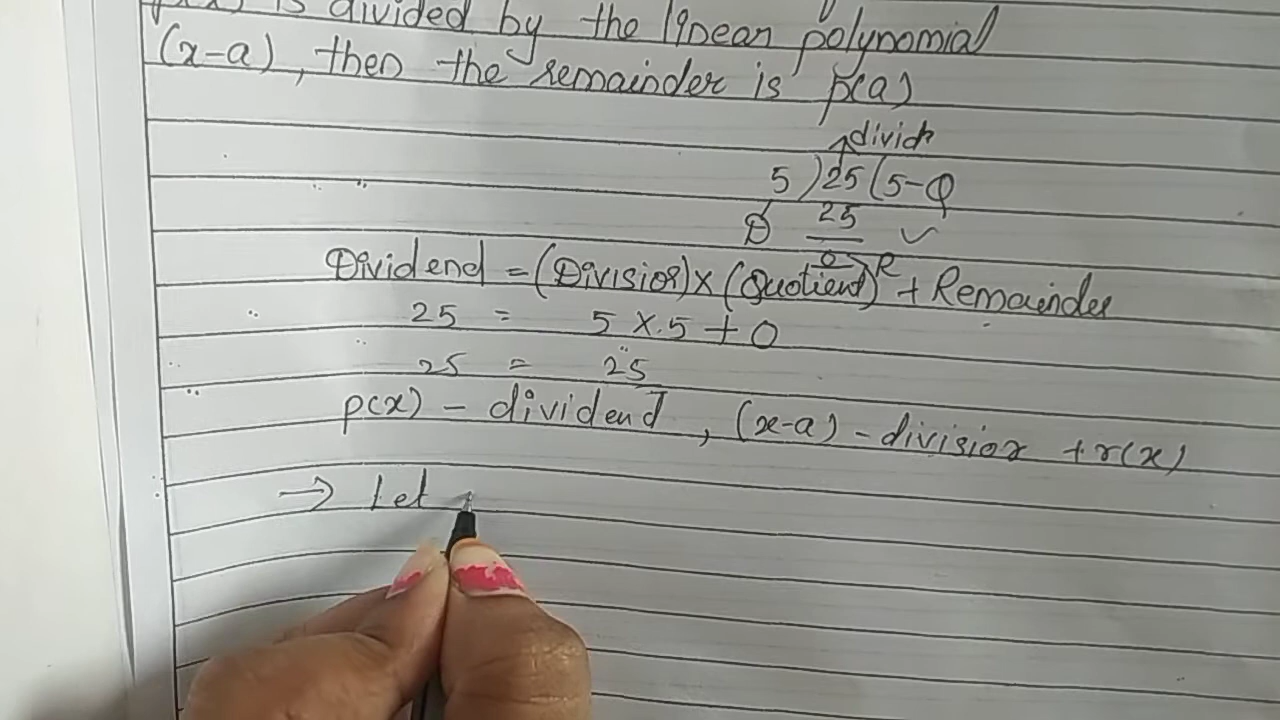 p(x) is divided by the linear polynomial
(x-a), then the remainder is p(a)
divid
5)25(5-Q
D 25
0 R
Dividend = (Divisior) x (Quotient) + Remainder
25 = 5 x 5 + 0
25 = 25
p(x) - dividend, (x-a) - divisior + r(x)
→ Let